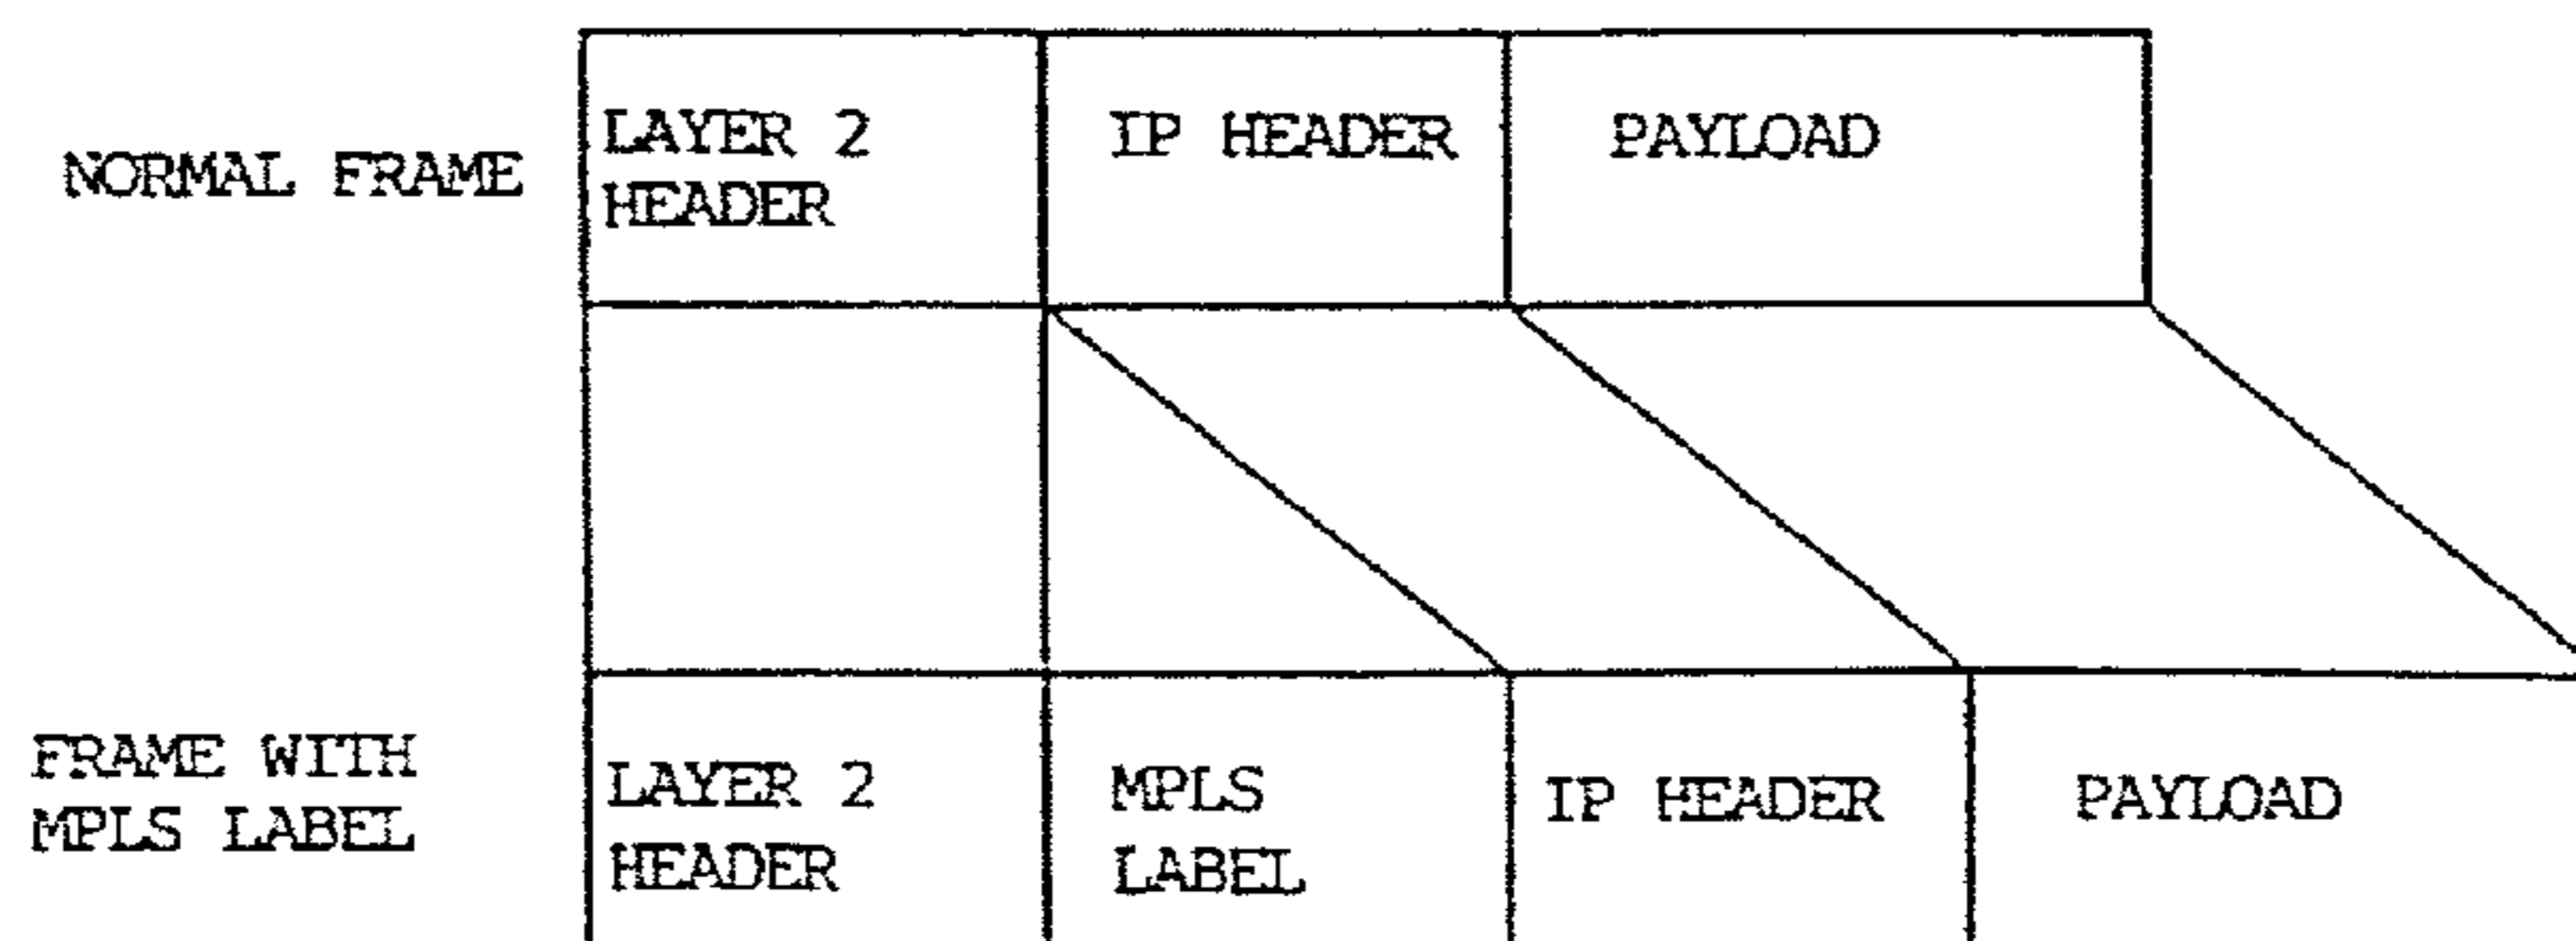 NORMAL FRAME
LAYER 2
HEADER
IP HEADER
PAYLOAD
FRAME WITH
MPLS LABEL
LAYER 2
HEADER
MPLS
LABEL
IP HEADER
PAYLOAD